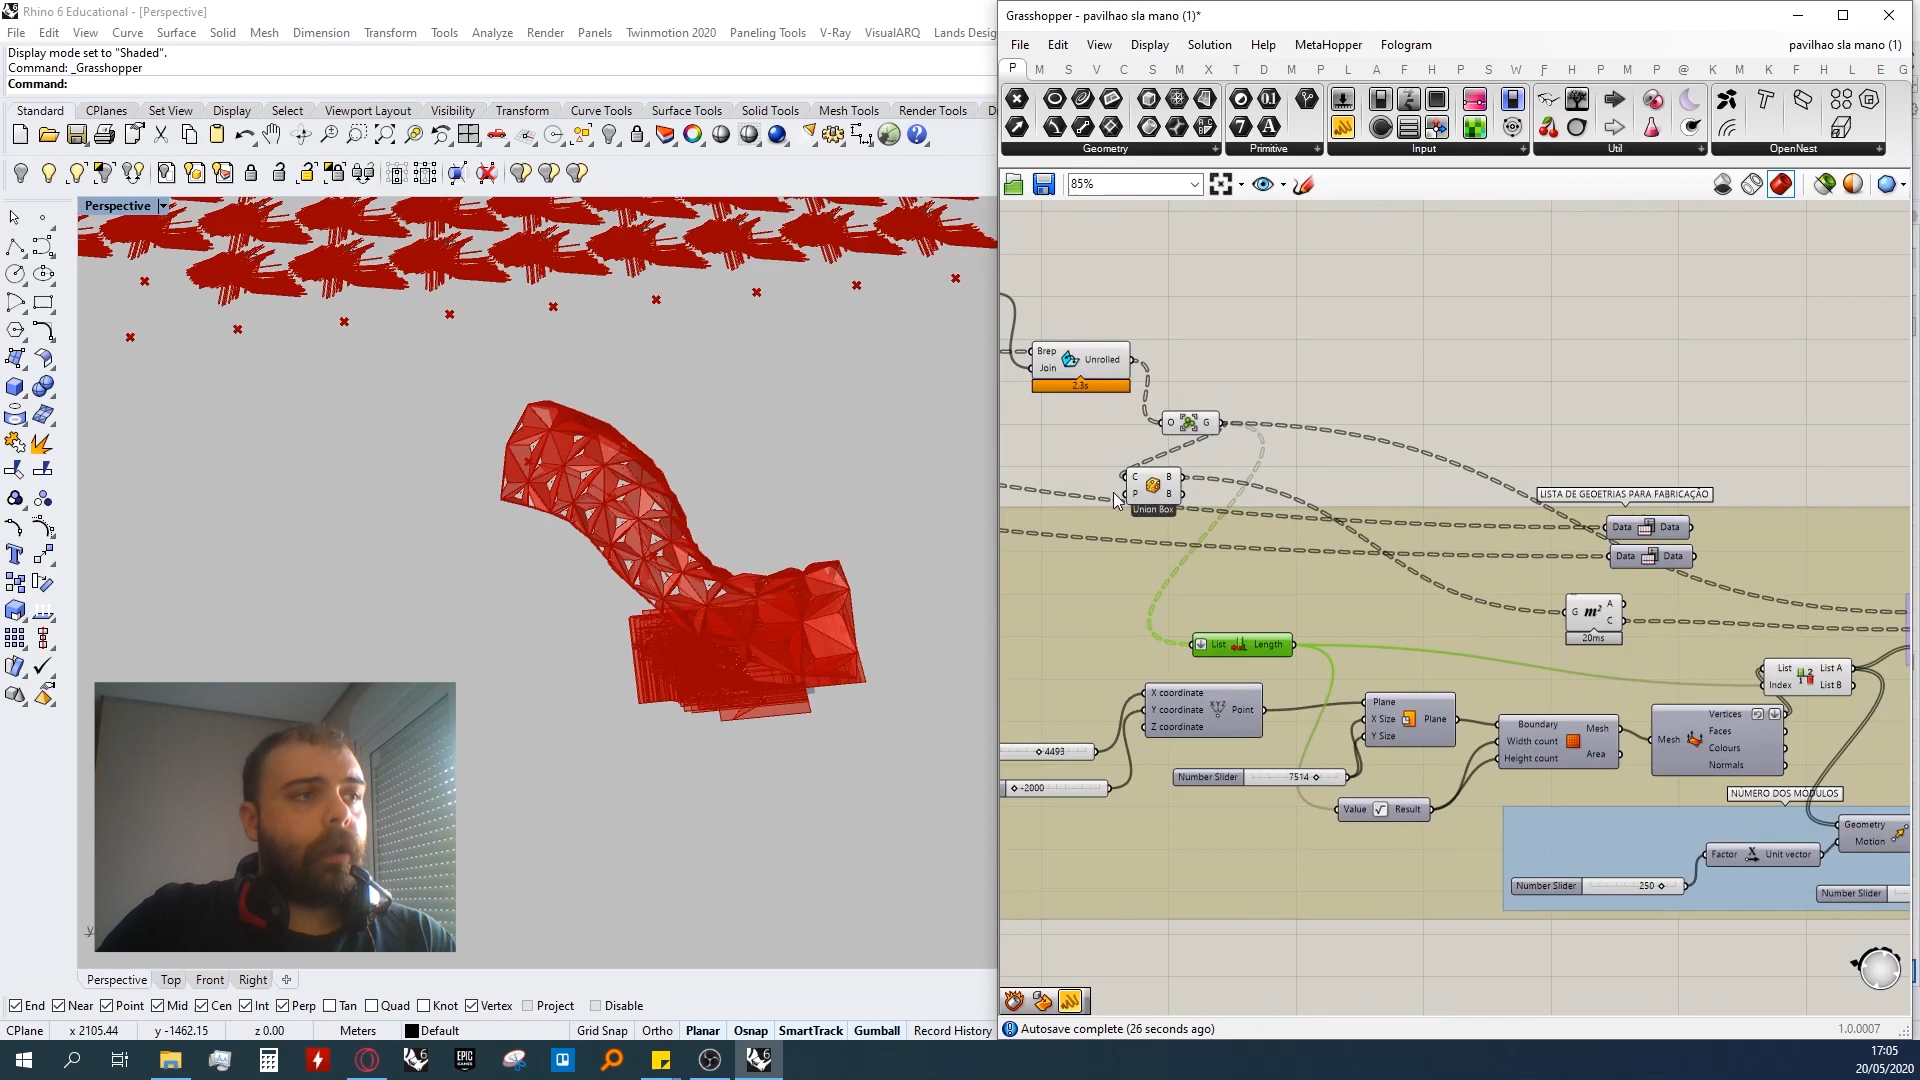 Rhino 6 Educational - [Perspective]
File Edit View Curve Surface Solid Mesh Dimension Transform Tools Analyze Render Panels Twinmotion 2020 Paneling Tools V-Ray VisualARQ Lands Desig
Display mode set to "Shaded".
Command: _Grasshopper
Command:
Standard CPlanes Set View Display Select Viewport Layout Visibility Transform Curve Tools Surface Tools Solid Tools Mesh Tools Render Tools D
Perspective
Perspective Top Front Right
End Near Point Mid Cen Int Perp Tan Quad Knot Vertex Project Disable
CPlane x 2105.44 y -1462.15 z 0.00 Meters Default Grid Snap Ortho Planar Osnap SmartTrack Gumball Record History
Grasshopper - pavilhao sla mano (1)*
File Edit View Display Solution Help MetaHopper Fologram pavilhao sla mano (1)
P M S V C S M X T D M P L A F H P S W F H P M P @ K M K F H L E G
Geometry Primitive Input Util OpenNest
85%
Brep Join Unrolled
2.3s
O G
C P B B
Union Box
LISTA DE GEOETRIAS PARA FABRICAÇÃO
Data Data
Data Data
G m² A C
20ms
List Length
List Index List A List B
X coordinate
Y coordinate Point
Z coordinate
Plane
X Size Plane
Y Size
Boundary Mesh
Width count
Height count Area
Mesh Vertices
Faces
Colours
Normals
4493
-2000
Number Slider 7514
Value Result
NUMERO DOS MODULOS
Geometry
Motion
Factor X Unit vector
Number Slider 250
Number Slider
Autosave complete (26 seconds ago)
1.0.0007
EPIC GAMES
17:05
20/05/2020